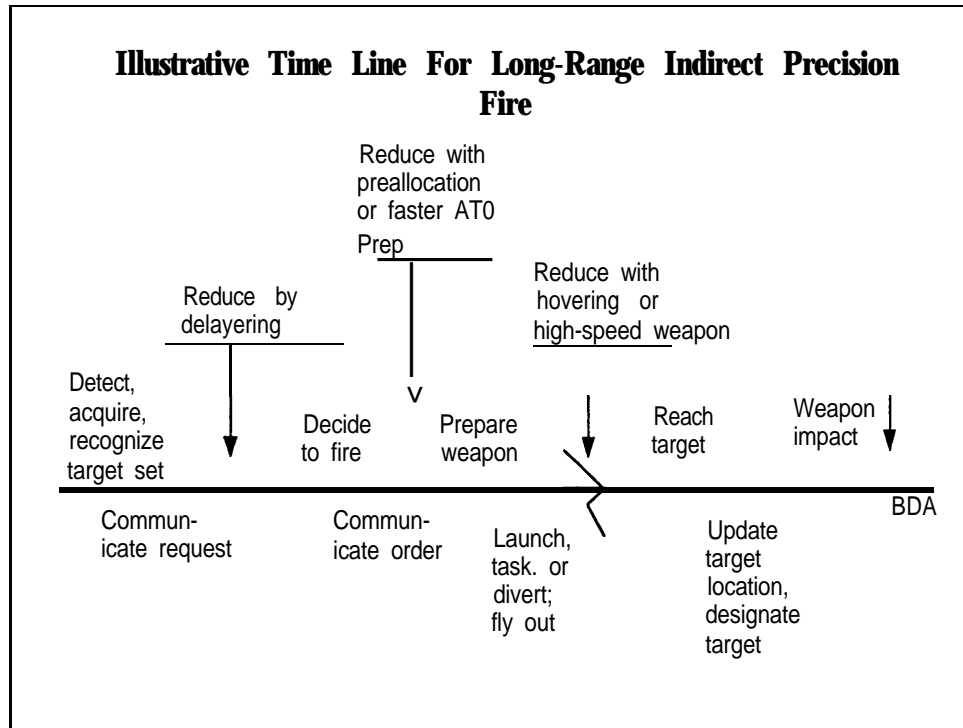 Illustrative Time Line For Long-Range Indirect Precision
Fire
Reduce with
preallocation
or faster AT0
Prep
Reduce with
hovering or
high-speed weapon
Reduce by
delayering
Detect,
acquire,
recognize
target set
Decide
to fire
Prepare
weapon
Reach
target
Weapon
impact
BDA
Commun-
icate request
Commun-
icate order
Launch,
task. or
divert;
fly out
Update
target
location,
designate
target